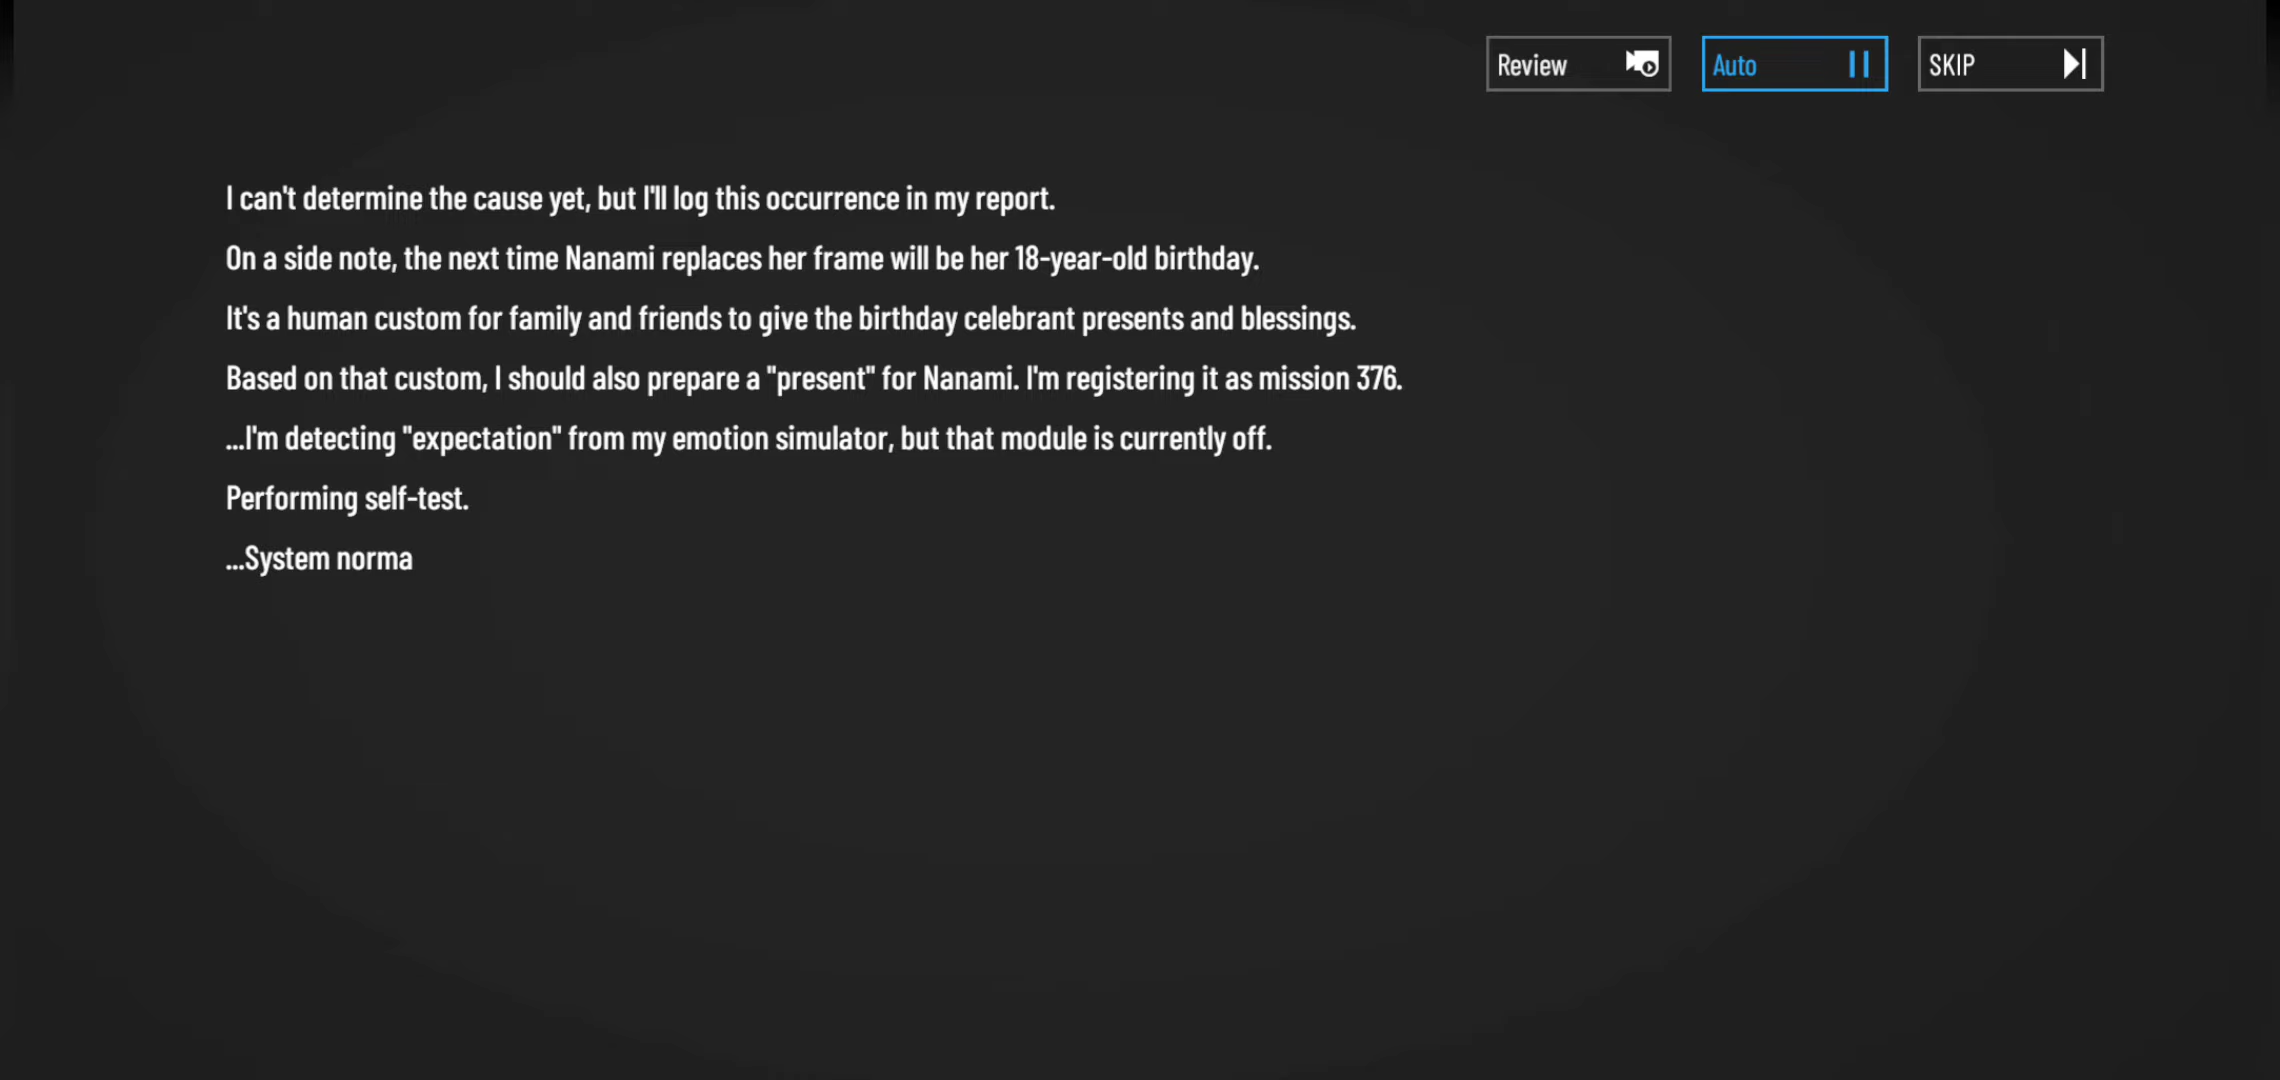 Review Auto SKIP
I can't determine the cause yet, but I'll log this occurrence in my report.
On a side note, the next time Nanami replaces her frame will be her 18-year-old birthday.
It's a human custom for family and friends to give the birthday celebrant presents and blessings.
Based on that custom, I should also prepare a "present" for Nanami. I'm registering it as mission 376.
...I'm detecting "expectation" from my emotion simulator, but that module is currently off.
Performing self-test.
...System norma